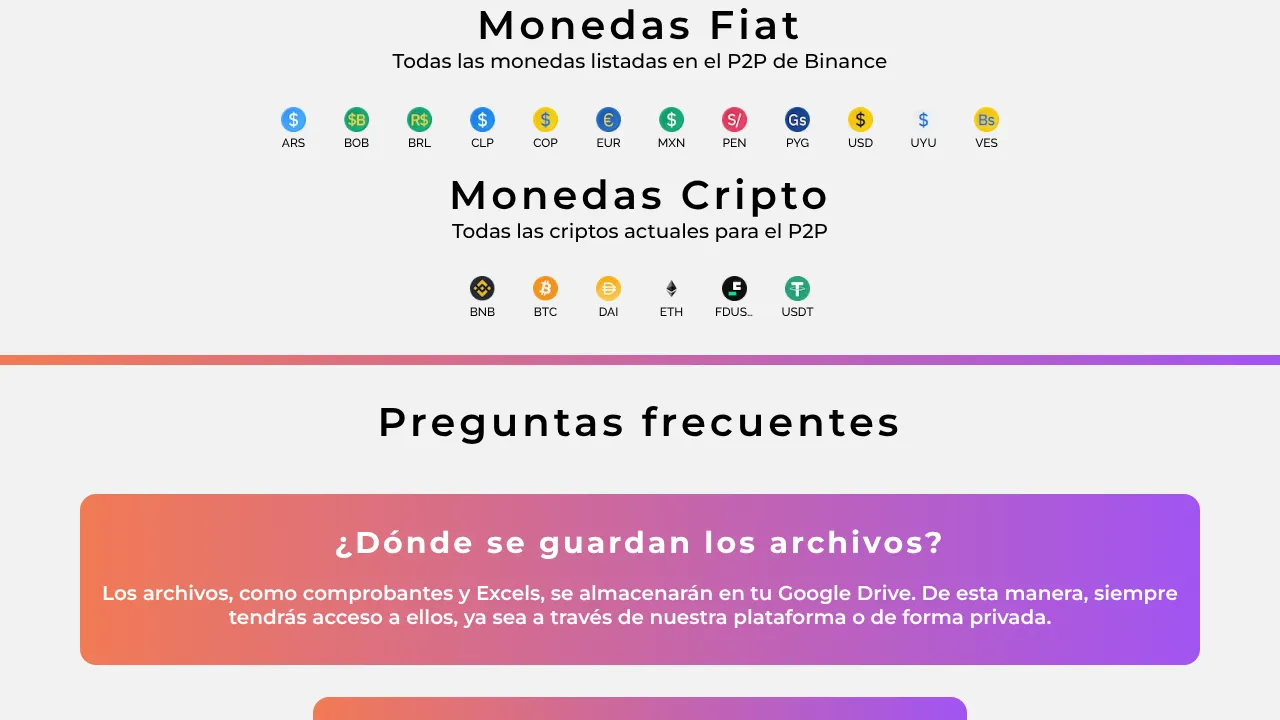 Monedas Fiat
Todas las monedas listadas en el P2P de Binance
$ $B R$ $ $ € $ S/ Gs $ $ Bs
ARS BOB BRL CLP COP EUR MXN PEN PYG USD UYU VES
Monedas Cripto
Todas las criptos actuales para el P2P
BNB BTC DAI ETH FDUS... USDT
Preguntas frecuentes
¿Dónde se guardan los archivos?
Los archivos, como comprobantes y Excels, se almacenarán en tu Google Drive. De esta manera, siempre
tendrás acceso a ellos, ya sea a través de nuestra plataforma o de forma privada.